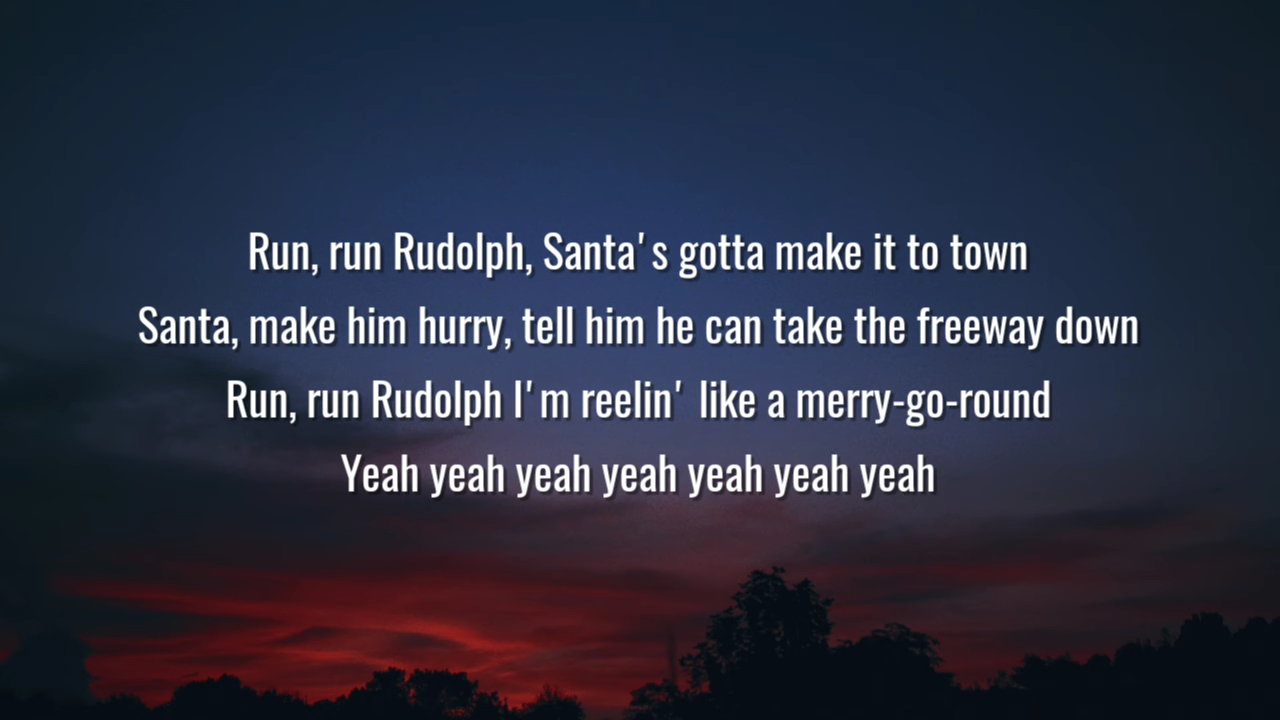 Run, run Rudolph, Santa's gotta make it to town
Santa, make him hurry, tell him he can take the freeway down
Run, run Rudolph I'm reelin' like a merry-go-round
Yeah yeah yeah yeah yeah yeah yeah